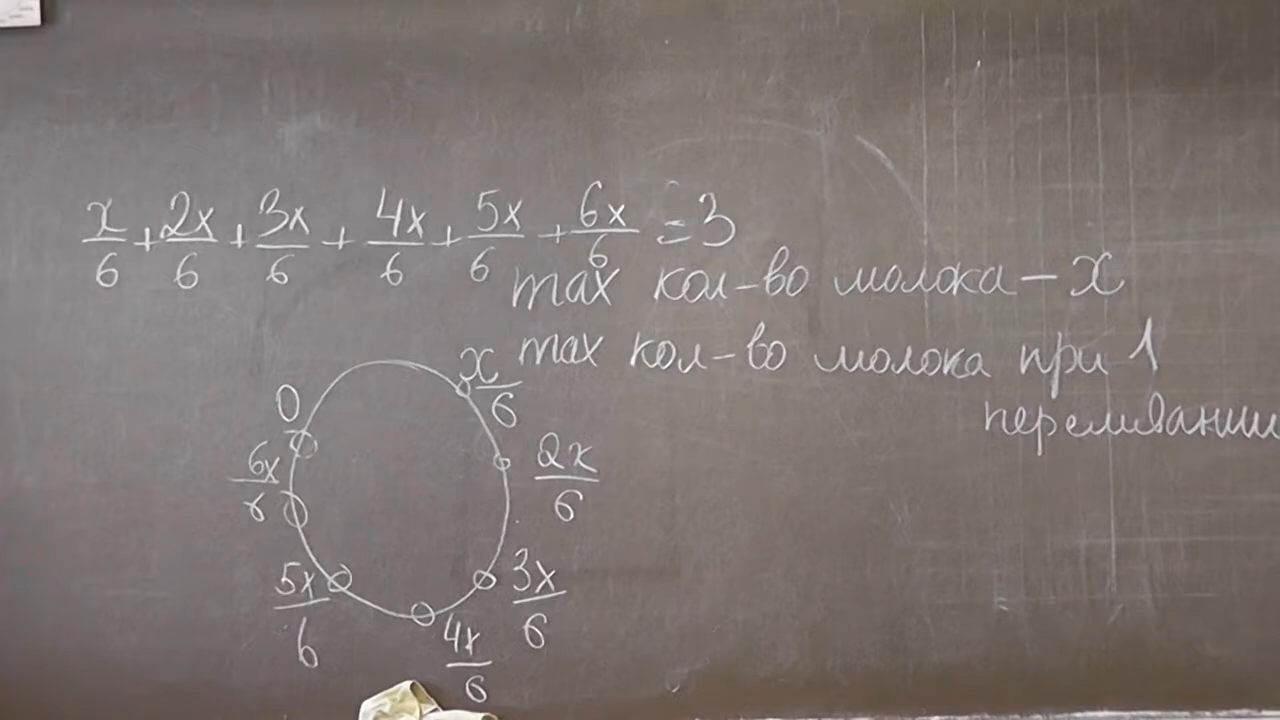 x/6 + 2x/6 + 3x/6 + 4x/6 + 5x/6 + 6x/6 = 3
max кол-во молока – x
max кол-во молока при 1
переливании
x/6
0
2x/6
6x/6
3x/6
5x/6
4x/6